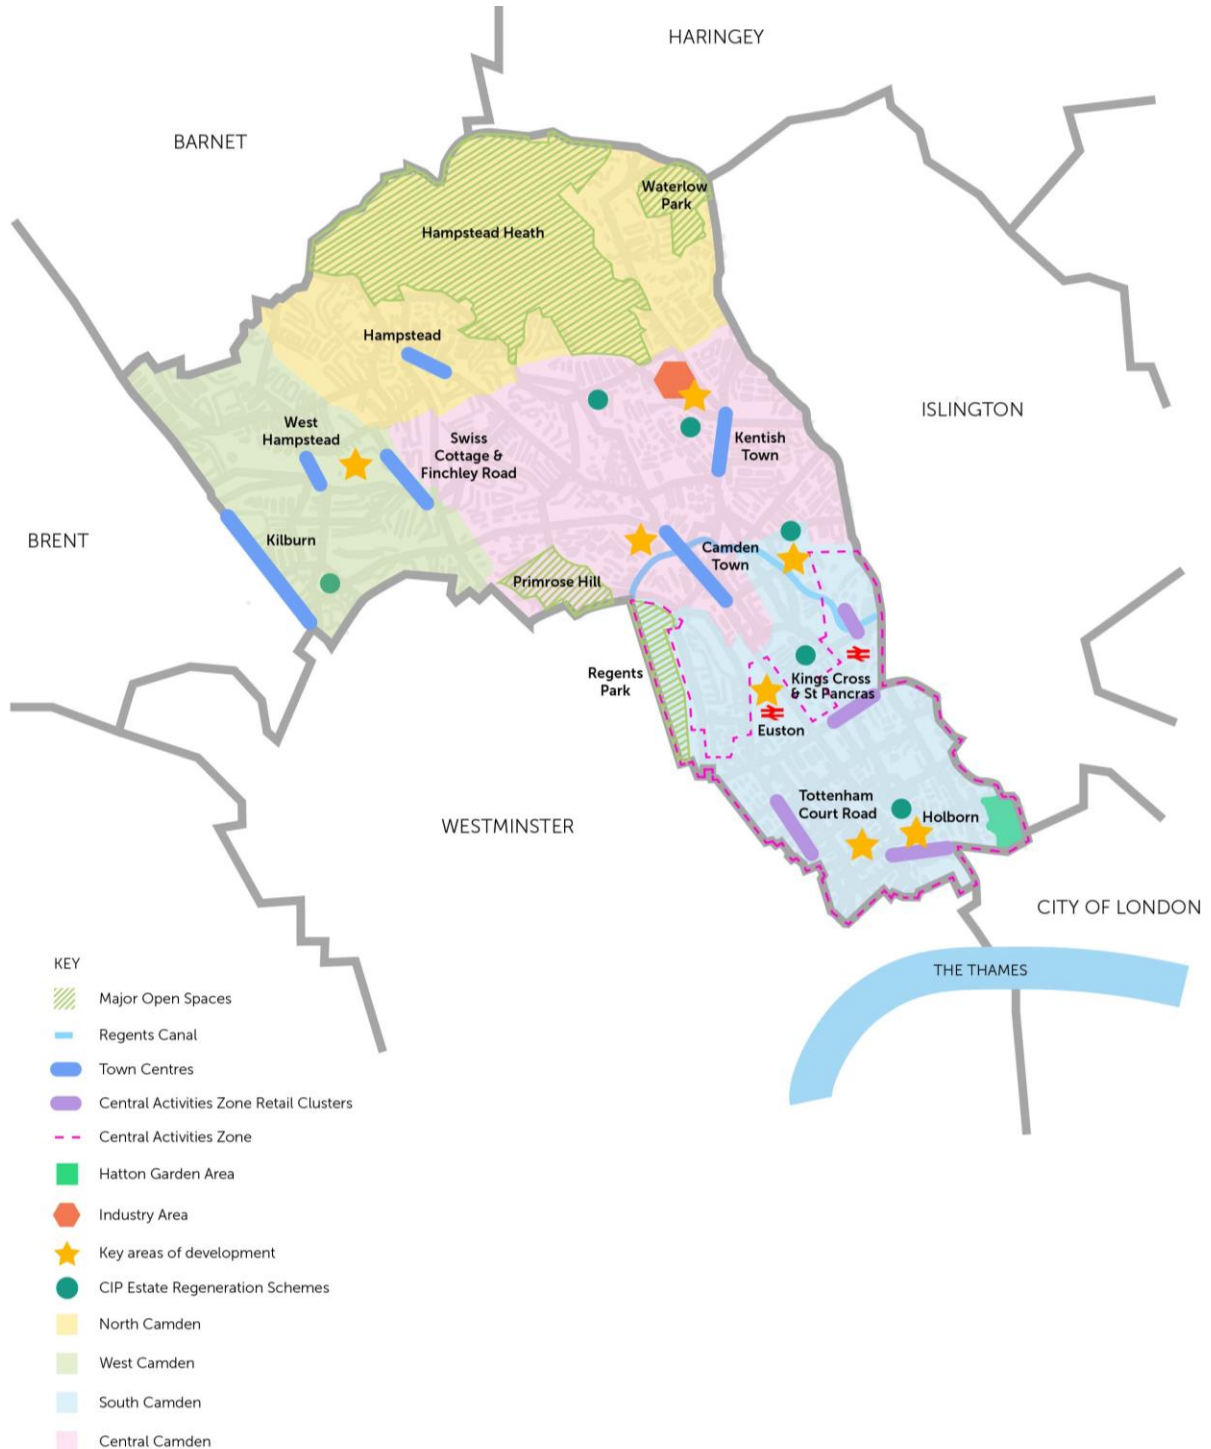 HARINGEY
BARNET
Waterlow
Park
Hampstead Heath
Hampstead
ISLINGTON
West
Hampstead
Swiss
Cottage &
Finchley Road
Kentish
Town
BRENT
Kilburn
Camden
Town
Primrose Hill
Regents
Park
Kings Cross
& St Pancras
Euston
Tottenham
Court Road
Holborn
WESTMINSTER
CITY OF LONDON
THE THAMES
KEY
Major Open Spaces
Regents Canal
Town Centres
Central Activities Zone Retail Clusters
Central Activities Zone
Hatton Garden Area
Industry Area
Key areas of development
CIP Estate Regeneration Schemes
North Camden
West Camden
South Camden
Central Camden